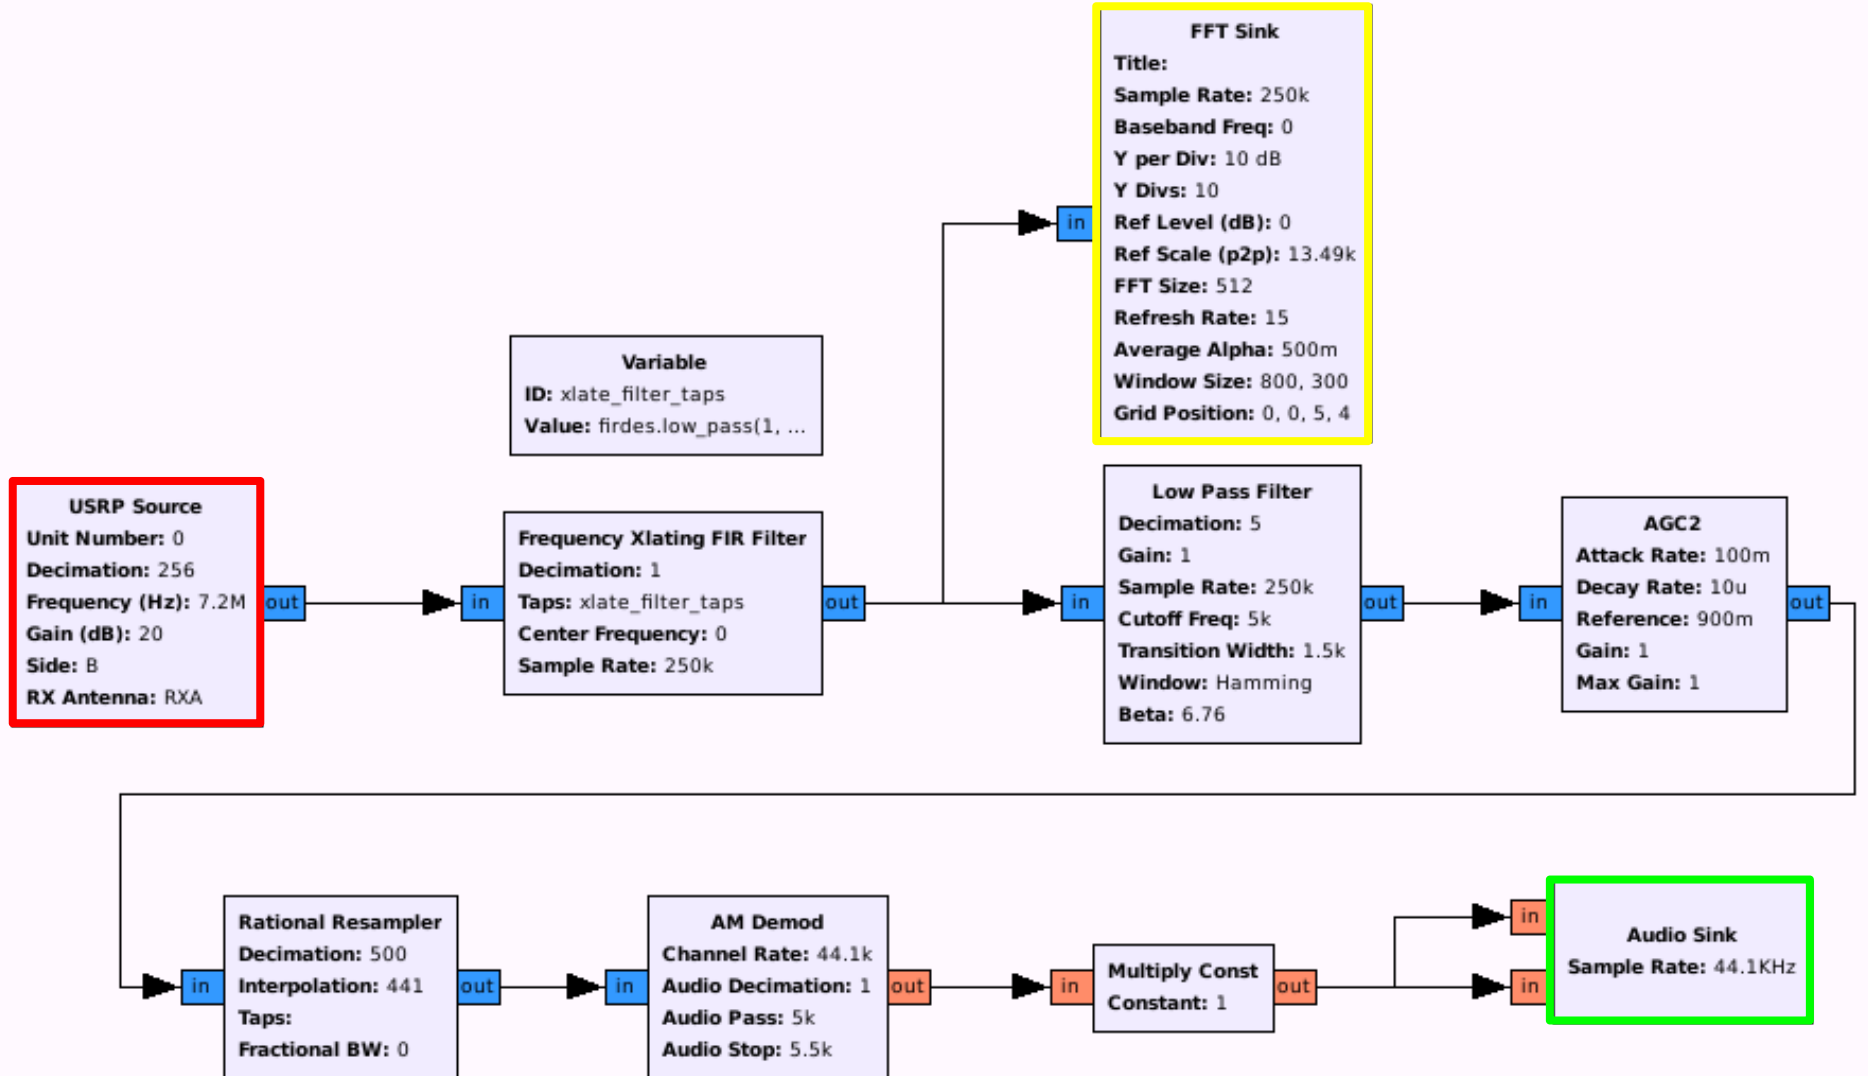 FFT Sink
Title:
Sample Rate: 250k
Baseband Freq: 0
Y per Div: 10 dB
Y Divs: 10
Ref Level (dB): 0
Ref Scale (p2p): 13.49k
FFT Size: 512
Refresh Rate: 15
Average Alpha: 500m
Window Size: 800, 300
Grid Position: 0, 0, 5, 4
in
Variable
ID: xlate_filter_taps
Value: firdes.low_pass(1, ...
USRP Source
Unit Number: 0
Decimation: 256
Frequency (Hz): 7.2M
Gain (dB): 20
Side: B
RX Antenna: RXA
out
in
Frequency Xlating FIR Filter
Decimation: 1
Taps: xlate_filter_taps
Center Frequency: 0
Sample Rate: 250k
out
in
Low Pass Filter
Decimation: 5
Gain: 1
Sample Rate: 250k
Cutoff Freq: 5k
Transition Width: 1.5k
Window: Hamming
Beta: 6.76
out
in
AGC2
Attack Rate: 100m
Decay Rate: 10u
Reference: 900m
Gain: 1
Max Gain: 1
out
in
Rational Resampler
Decimation: 500
Interpolation: 441
Taps:
Fractional BW: 0
out
in
AM Demod
Channel Rate: 44.1k
Audio Decimation: 1
Audio Pass: 5k
Audio Stop: 5.5k
out
in
Multiply Const
Constant: 1
out
in
in
Audio Sink
Sample Rate: 44.1KHz